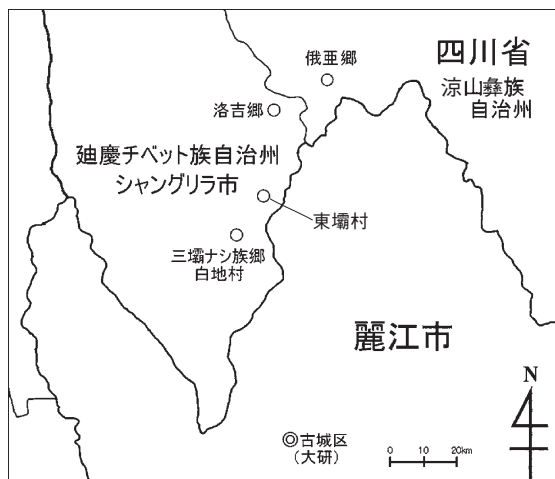 俄亜郷
四川省
涼山彝族
自治州
洛吉郷
廸慶チベット族自治州
シャングリラ市
東壩村
三壩ナシ族郷
白地村
麗江市
N
古城区
(大研)
0 10 20km